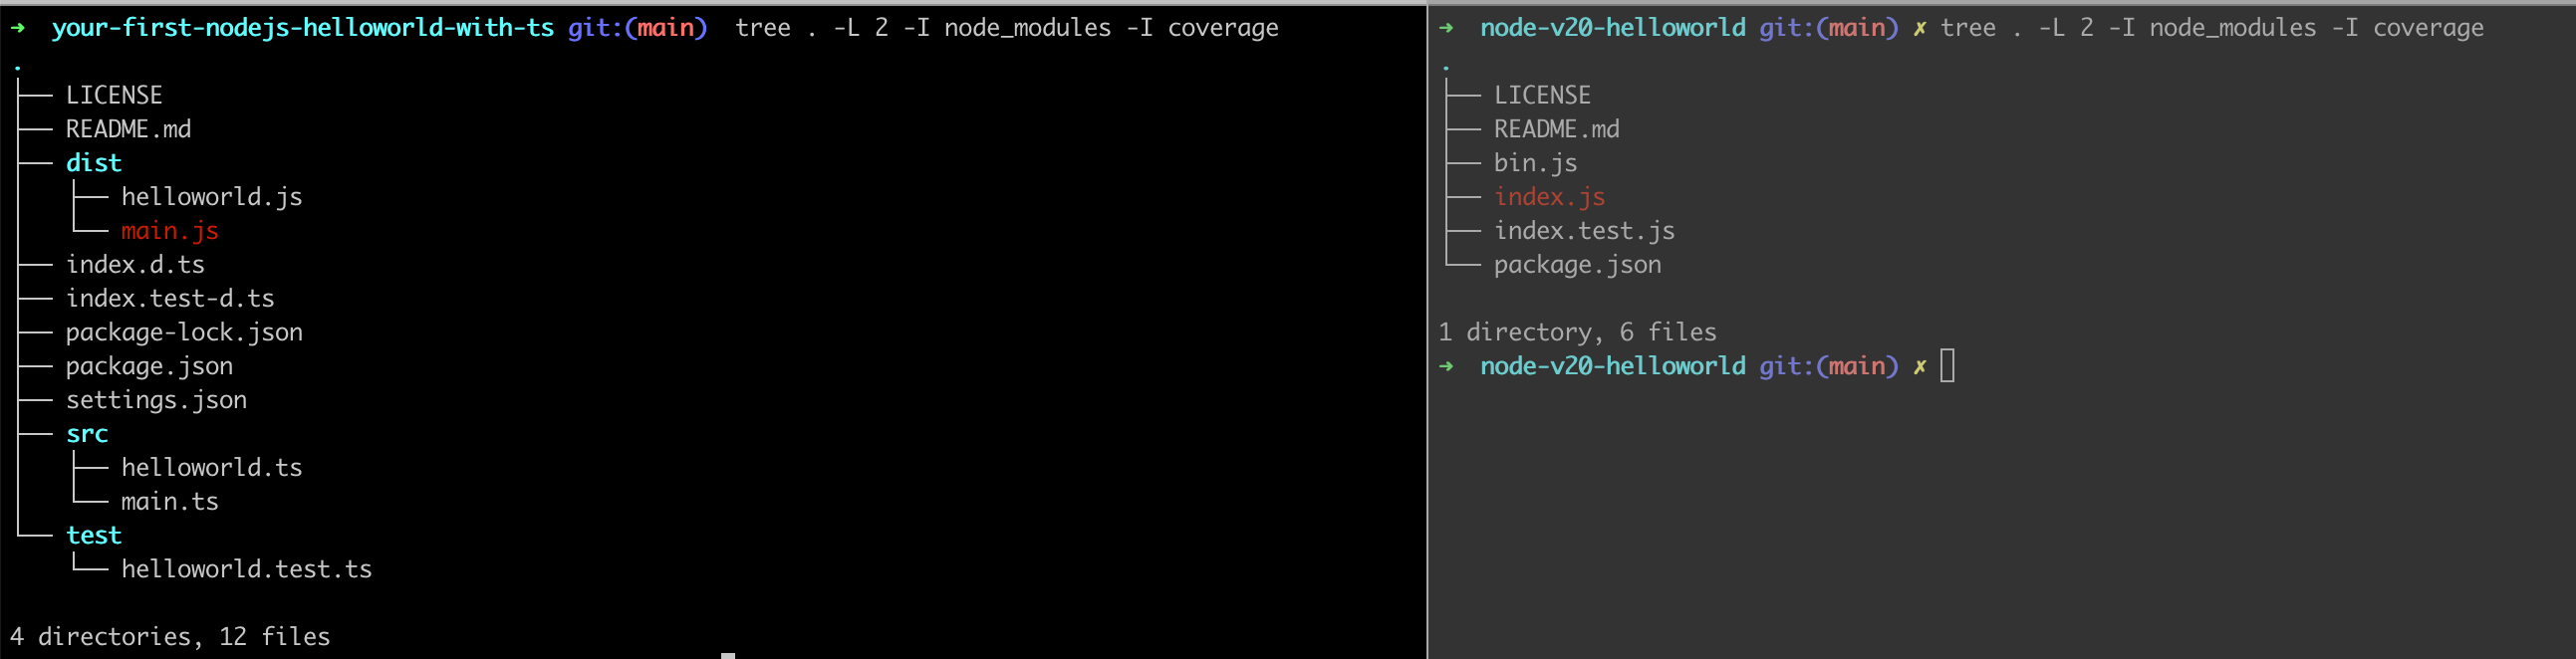 ➜  your-first-nodejs-helloworld-with-ts git:(main)  tree . -L 2 -I node_modules -I coverage
.
├── LICENSE
├── README.md
├── dist
│   ├── helloworld.js
│   └── main.js
├── index.d.ts
├── index.test-d.ts
├── package-lock.json
├── package.json
├── settings.json
├── src
│   ├── helloworld.ts
│   └── main.ts
└── test
    └── helloworld.test.ts

4 directories, 12 files
➜  node-v20-helloworld git:(main) ✗ tree . -L 2 -I node_modules -I coverage
.
├── LICENSE
├── README.md
├── bin.js
├── index.js
├── index.test.js
└── package.json

1 directory, 6 files
➜  node-v20-helloworld git:(main) ✗